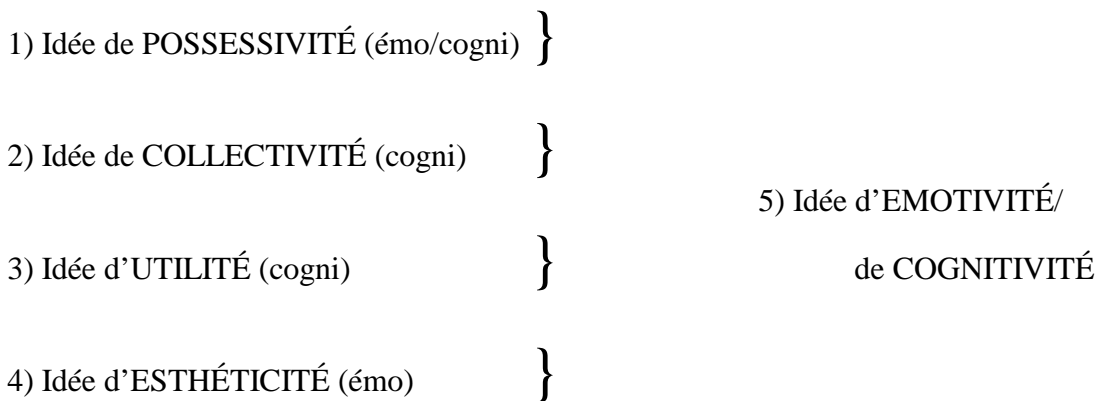 1) Idée de POSSESSIVITÉ (émo/cogni) }
2) Idée de COLLECTIVITÉ (cogni) }
5) Idée d’EMOTIVITÉ/
3) Idée d’UTILITÉ (cogni) } de COGNITIVITÉ
4) Idée d’ESTHÉTICITÉ (émo) }